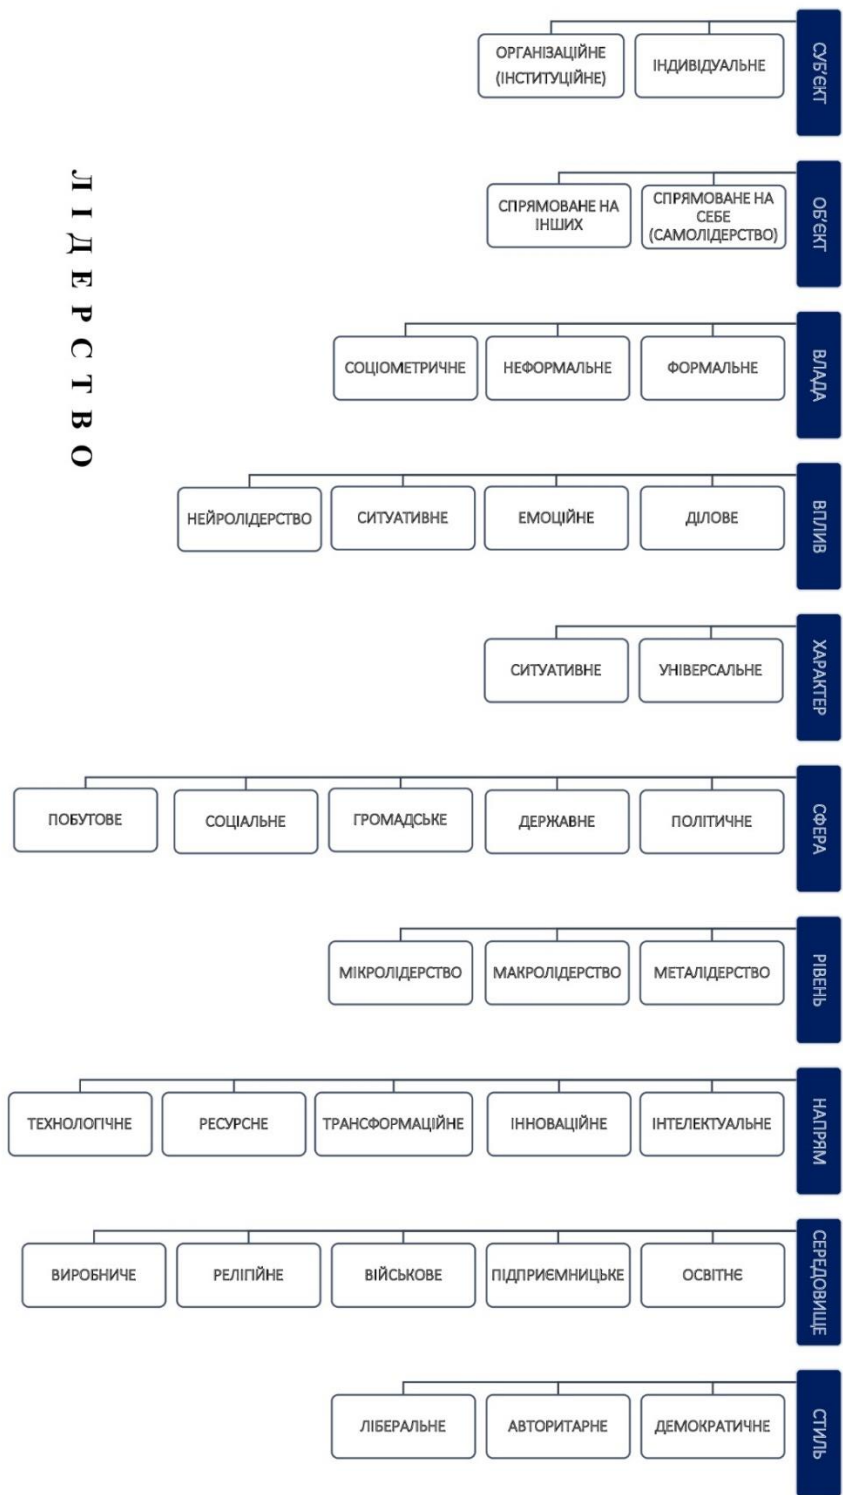 ЛІДЕРСТВО
СУБ'ЄКТ
ІНДИВІДУАЛЬНЕ
ОРГАНІЗАЦІЙНЕ
(ІНСТИТУЦІЙНЕ)
ОБ'ЄКТ
СПРЯМОВАНЕ НА
СЕБЕ
(САМОЛІДЕРСТВО)
СПРЯМОВАНЕ НА
ІНШИХ
ВЛАДА
ФОРМАЛЬНЕ
НЕФОРМАЛЬНЕ
СОЦІОМЕТРИЧНЕ
ВПЛИВ
ДІЛОВЕ
ЕМОЦІЙНЕ
СИТУАТИВНЕ
НЕЙРОЛІДЕРСТВО
ХАРАКТЕР
УНІВЕРСАЛЬНЕ
СИТУАТИВНЕ
СФЕРА
ПОЛІТИЧНЕ
ДЕРЖАВНЕ
ГРОМАДСЬКЕ
СОЦІАЛЬНЕ
ПОБУТОВЕ
РІВЕНЬ
МЕТАЛІДЕРСТВО
МАКРОЛІДЕРСТВО
МІКРОЛІДЕРСТВО
НАПРЯМ
ІНТЕЛЕКТУАЛЬНЕ
ІННОВАЦІЙНЕ
ТРАНСФОРМАЦІЙНЕ
РЕСУРСНЕ
ТЕХНОЛОГІЧНЕ
СЕРЕДОВИЩЕ
ОСВІТНЄ
ПІДПРИЄМНИЦЬКЕ
ВІЙСЬКОВЕ
РЕЛІГІЙНЕ
ВИРОБНИЧЕ
СТИЛЬ
ДЕМОКРАТИЧНЕ
АВТОРИТАРНЕ
ЛІБЕРАЛЬНЕ